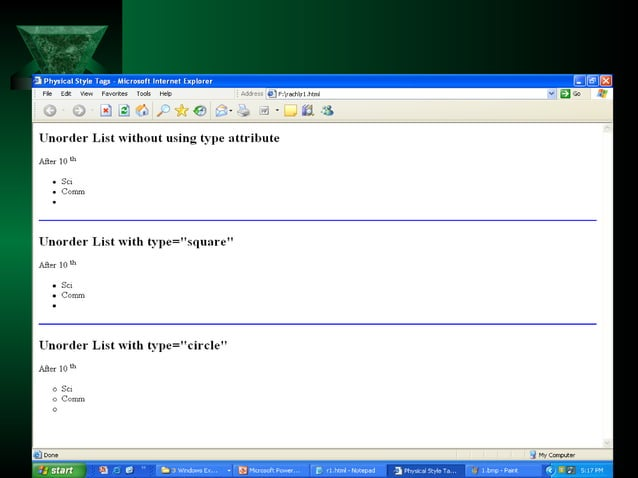 Physical Style Tags - Microsoft Internet Explorer
File Edit View Favorites Tools Help Address F:\rach\r1.html Go
Unorder List without using type attribute
After 10 th
Sci
Comm
Unorder List with type="square"
After 10 th
Sci
Comm
Unorder List with type="circle"
After 10 th
Sci
Comm
Done My Computer
start 3 Windows Ex... Microsoft Power... r1.html - Notepad Physical Style Ta... 1.bmp - Paint 5:17 PM